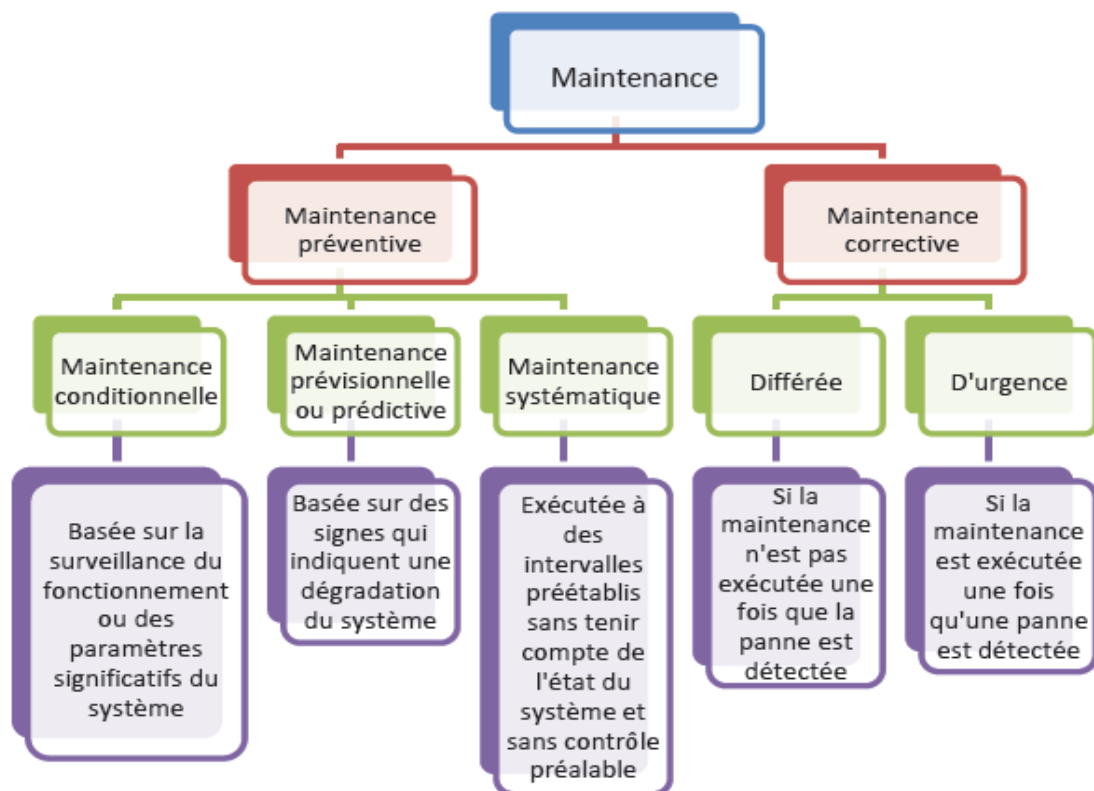 Maintenance
Maintenance
préventive
Maintenance
corrective
Maintenance
conditionnelle
Maintenance
prévisionnelle
ou prédictive
Maintenance
systématique
Différée
D'urgence
Basée sur la
surveillance du
fonctionnement
ou des
paramètres
significatifs du
système
Basée sur des
signes qui
indiquent une
dégradation
du système
Exécutée à
des
intervalles
préétablis
sans tenir
compte de
l'état du
système et
sans contrôle
préalable
Si la
maintenance
n'est pas
exécutée une
fois que la
panne est
détectée
Si la
maintenance
est exécutée
une fois
qu'une panne
est détectée